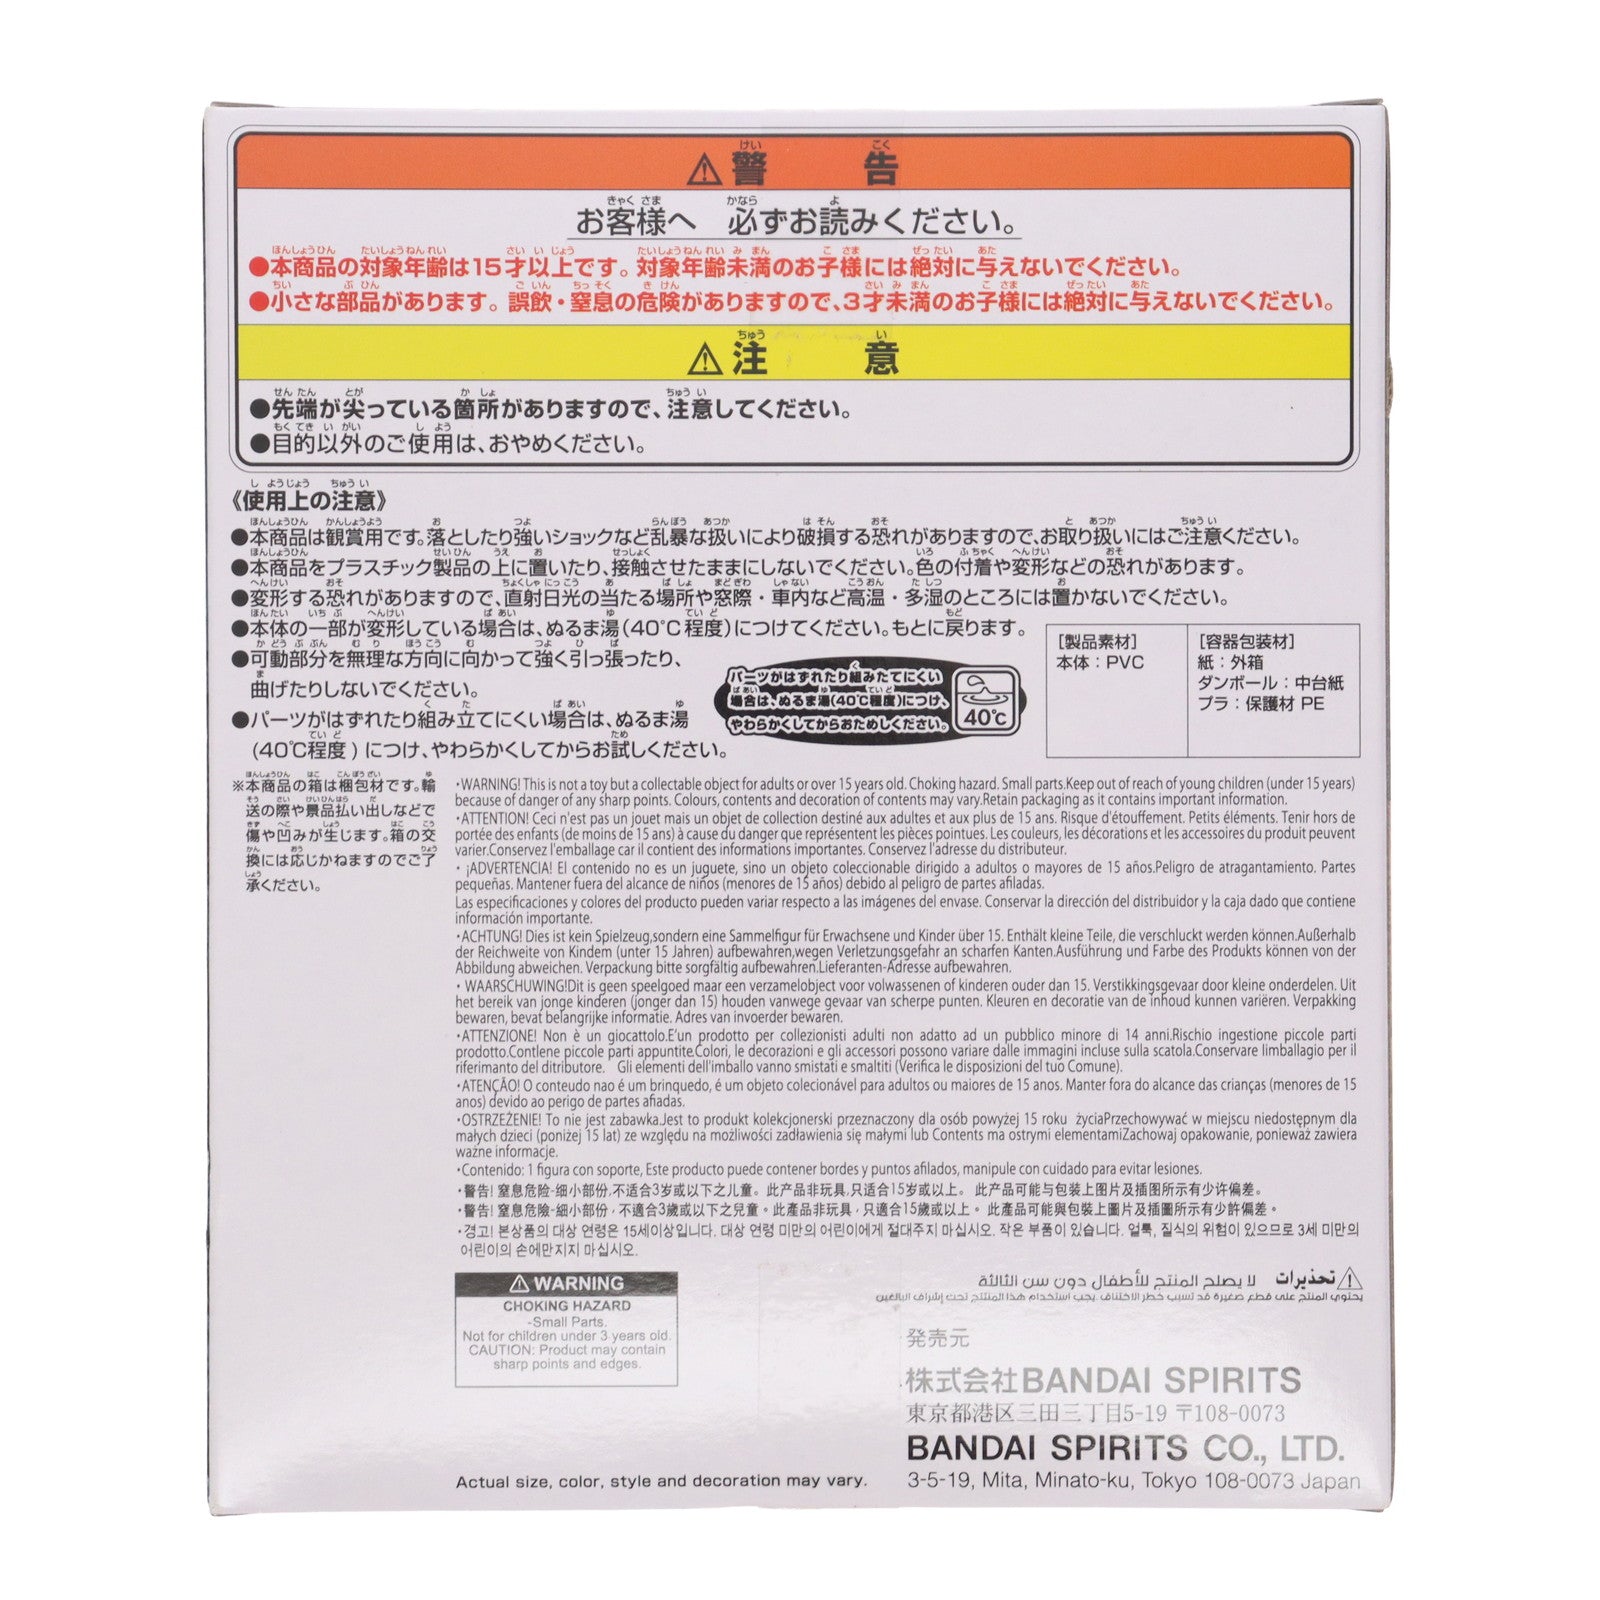 ⚠警告
お客様へ 必ずお読みください。
●本商品の対象年齢は15才以上です。対象年齢未満のお子様には絶対に与えないでください。
●小さな部品があります。誤飲・窒息の危険がありますので、3才未満のお子様には絶対に与えないでください。
⚠注意
●先端が尖っている箇所がありますので、注意してください。
●目的以外のご使用は、おやめください。
《使用上の注意》
●本商品は観賞用です。落としたり強いショックなど乱暴な扱いにより破損する恐れがありますので、お取り扱いにはご注意ください。
●本商品をプラスチック製品の上に置いたり、接触させたままにしないでください。色の付着や変形などの恐れがあります。
●変形する恐れがありますので、直射日光の当たる場所や窓際・車内など高温・多湿のところには置かないでください。
●本体の一部が変形している場合は、ぬるま湯(40℃程度)につけてください。もとに戻ります。
●可動部分を無理な方向に向かって強く引っ張ったり、
曲げたりしないでください。
●パーツがはずれたり組み立てにくい場合は、ぬるま湯
(40℃程度)につけ、やわらかくしてからお試しください。
パーツがはずれたり組みたてにくい
場合は、ぬるま湯(40℃程度)につけ、
やわらかくしてからおためしください。
40℃
[製品素材]
本体:PVC
[容器包装材]
紙:外箱
ダンボール:中台紙
プラ:保護材 PE
※本商品の箱は梱包材です。輸
送の際や景品払い出しなどで
傷や凹みが生じます。箱の交
換には応じかねますのでご了
承ください。
・WARNING! This is not a toy but a collectable object for adults or over 15 years old. Choking hazard. Small parts.Keep out of reach of young children (under 15 years)
because of danger of any sharp points. Colours, contents and decoration of contents may vary.Retain packaging as it contains important information.
・ATTENTION! Ceci n'est pas un jouet mais un objet de collection destiné aux adultes et aux plus de 15 ans. Risque d'étouffement. Petits éléments. Tenir hors de
portée des enfants (de moins de 15 ans) à cause du danger que représentent les pièces pointues. Les couleurs, les décorations et les accessoires du produit peuvent
varier.Conservez l'emballage car il contient des informations importantes. Conservez l'adresse du distributeur.
・¡ADVERTENCIA! El contenido no es un juguete, sino un objeto coleccionable dirigido a adultos o mayores de 15 años.Peligro de atragantamiento. Partes
pequeñas. Mantener fuera del alcance de niños (menores de 15 años) debido al peligro de partes afiladas.
Las especificaciones y colores del producto pueden variar respecto a las imágenes del envase. Conservar la dirección del distribuidor y la caja dado que contiene
información importante.
・ACHTUNG! Dies ist kein Spielzeug,sondern eine Sammelfigur für Erwachsene und Kinder über 15. Enthält kleine Teile, die verschluckt werden können.Außerhalb
der Reichweite von Kindem (unter 15 Jahren) aufbewahren,wegen Verletzungsgefahr an scharfen Kanten.Ausführung und Farbe des Produkts können von der
Abbildung abweichen. Verpackung bitte sorgfältig aufbewahren.Lieferanten-Adresse aufbewahren.
・WAARSCHUWING!Dit is geen speelgoed maar een verzamelobject voor volwassenen of kinderen ouder dan 15. Verstikkingsgevaar door kleine onderdelen. Uit
het bereik van jonge kinderen (jonger dan 15) houden vanwege gevaar van scherpe punten. Kleuren en decoratie van de inhoud kunnen variëren. Verpakking
bewaren, bevat belangrijke informatie. Adres van invoerder bewaren.
・ATTENZIONE! Non è un giocattolo.E'un prodotto per collezionisti adulti non adatto ad un pubblico minore di 14 anni.Rischio ingestione piccole parti
prodotto.Contlene piccole parti appuntite.Colori, le decorazioni e gli accessori possono variare dalle immagini incluse sulla scatola.Conservare limballagio per il
riferimanto del ditributore. Gli elementi dell'imballo vanno smistati e smaltiti (Verifica le disposizioni del tuo Comune).
・ATENÇÃO! O conteudo nao é um brinquedo, é um objeto colecionável para adultos ou maiores de 15 anos. Manter fora do alcance das crianças (menores de 15
anos) devido ao perigo de partes afiadas.
・OSTRZEŻENIE! To nie jest zabawka.Jest to produkt kolekcjonerski przeznaczony dla osób powyżej 15 roku życiaPrzechowywać w miejscu niedostępnym dla
małych dzieci (poniżej 15 lat) ze względu na możliwości zadławienia się małymi lub Contents ma ostrymi elementamiZachowaj opakowanie, ponieważ zawiera
ważne informacje.
・Contenido: 1 figura con soporte, Este producto puede contener bordes y puntos afilados, manipule con cuidado para evitar lesiones.
・警告! 窒息危险-细小部份,不适合3岁或以下之儿童。此产品非玩具,只适合15岁或以上。此产品可能与包装上图片及插图所示有少许偏差。
・警告! 窒息危險-細小部份,不適合3歲或以下之兒童。此產品非玩具,只適合15歲或以上。此產品可能與包裝上圖片及插圖所示有少許偏差。
・경고! 본상품의 대상 연령은 15세이상입니다. 대상 연령 미만의 어린이에게 절대주지 마십시오. 작은 부품이 있습니다. 얼룩, 질식의 위험이 있으므로 3세 미만의
어린이의 손에만지지 마십시오.
⚠تحذيرات لا يصلح المنتج للأطفال دون سن الثالثة
يحتوي المنتج على قطع صغيرة قد تسبب خطر الاختناق. يجب استخدام هذا المنتج تحت إشراف البالغين
⚠WARNING
CHOKING HAZARD
-Small Parts.
Not for children under 3 years old.
CAUTION: Product may contain
sharp points and edges.
発売元
株式会社BANDAI SPIRITS
東京都港区三田三丁目5-19 〒108-0073
BANDAI SPIRITS CO., LTD.
3-5-19, Mita, Minato-ku, Tokyo 108-0073 Japan
Actual size, color, style and decoration may vary.